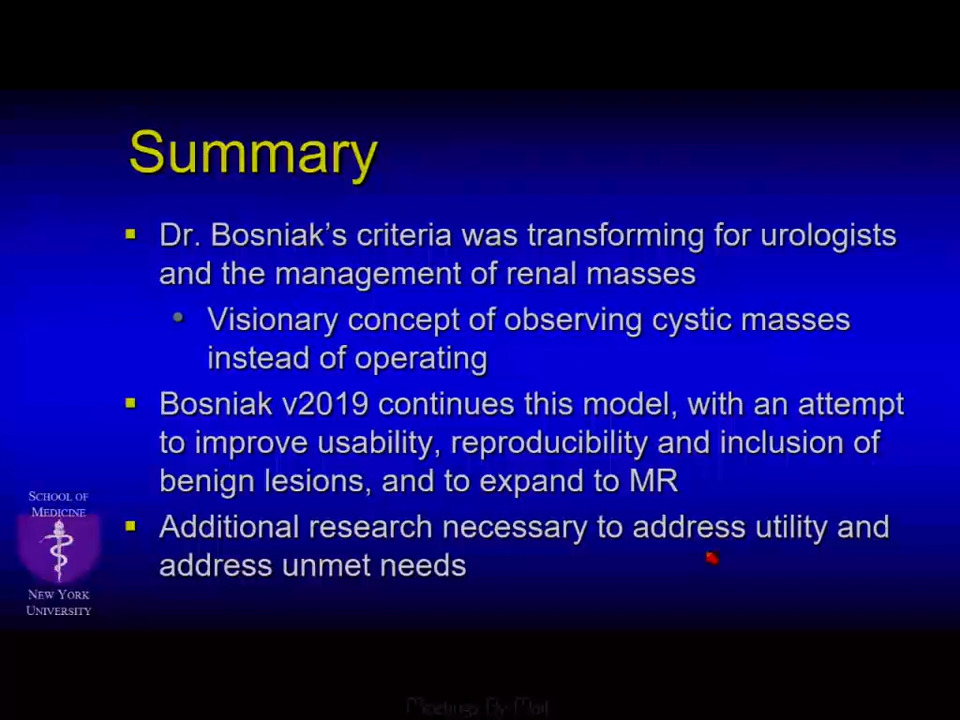 Summary
Dr. Bosniak’s criteria was transforming for urologists
and the management of renal masses
Visionary concept of observing cystic masses
instead of operating
Bosniak v2019 continues this model, with an attempt
to improve usability, reproducibility and inclusion of
benign lesions, and to expand to MR
Additional research necessary to address utility and
address unmet needs
SCHOOL OF
MEDICINE
NEW YORK
UNIVERSITY
Meetings By Mail